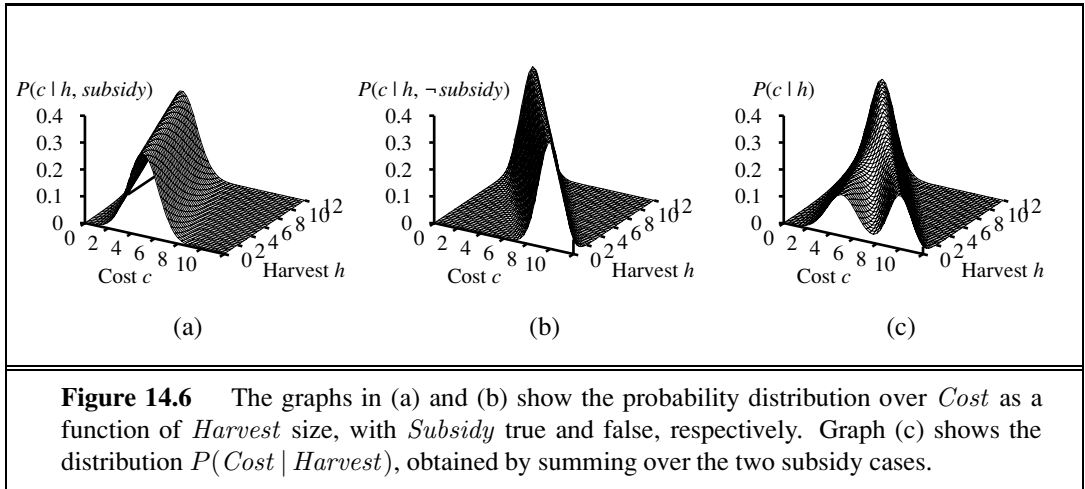 P(c | h, subsidy)
0.4
0.3
0.2
0.1
0
0 2 4 6 8 10
Cost c
0 2 4 6 8 10 12
Harvest h
(a)
P(c | h, ¬ subsidy)
0.4
0.3
0.2
0.1
0
0 2 4 6 8 10
Cost c
0 2 4 6 8 10 12
Harvest h
(b)
P(c | h)
0.4
0.3
0.2
0.1
0
0 2 4 6 8 10
Cost c
0 2 4 6 8 10 12
Harvest h
(c)
Figure 14.6 The graphs in (a) and (b) show the probability distribution over Cost as a
function of Harvest size, with Subsidy true and false, respectively. Graph (c) shows the
distribution P(Cost | Harvest), obtained by summing over the two subsidy cases.